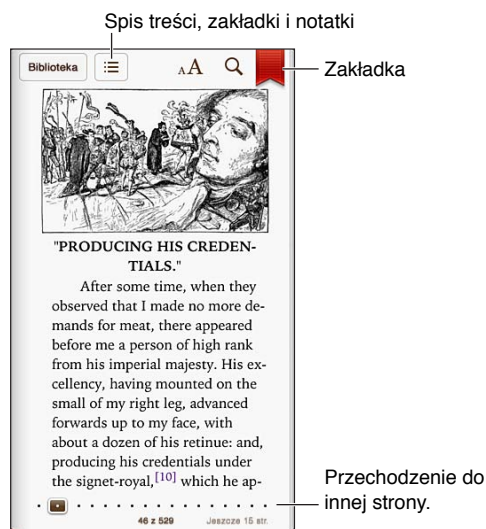 Spis treści, zakładki i notatki
Biblioteka
AA
Zakładka
"PRODUCING HIS CREDEN-
TIALS."
After some time, when they
observed that I made no more de-
mands for meat, there appeared
before me a person of high rank
from his imperial majesty. His ex-
cellency, having mounted on the
small of my right leg, advanced
forwards up to my face, with
about a dozen of his retinue: and,
producing his credentials under
the signet-royal,[10] which he ap-
Przechodzenie do
innej strony.
46 z 529 Jeszcze 15 str.